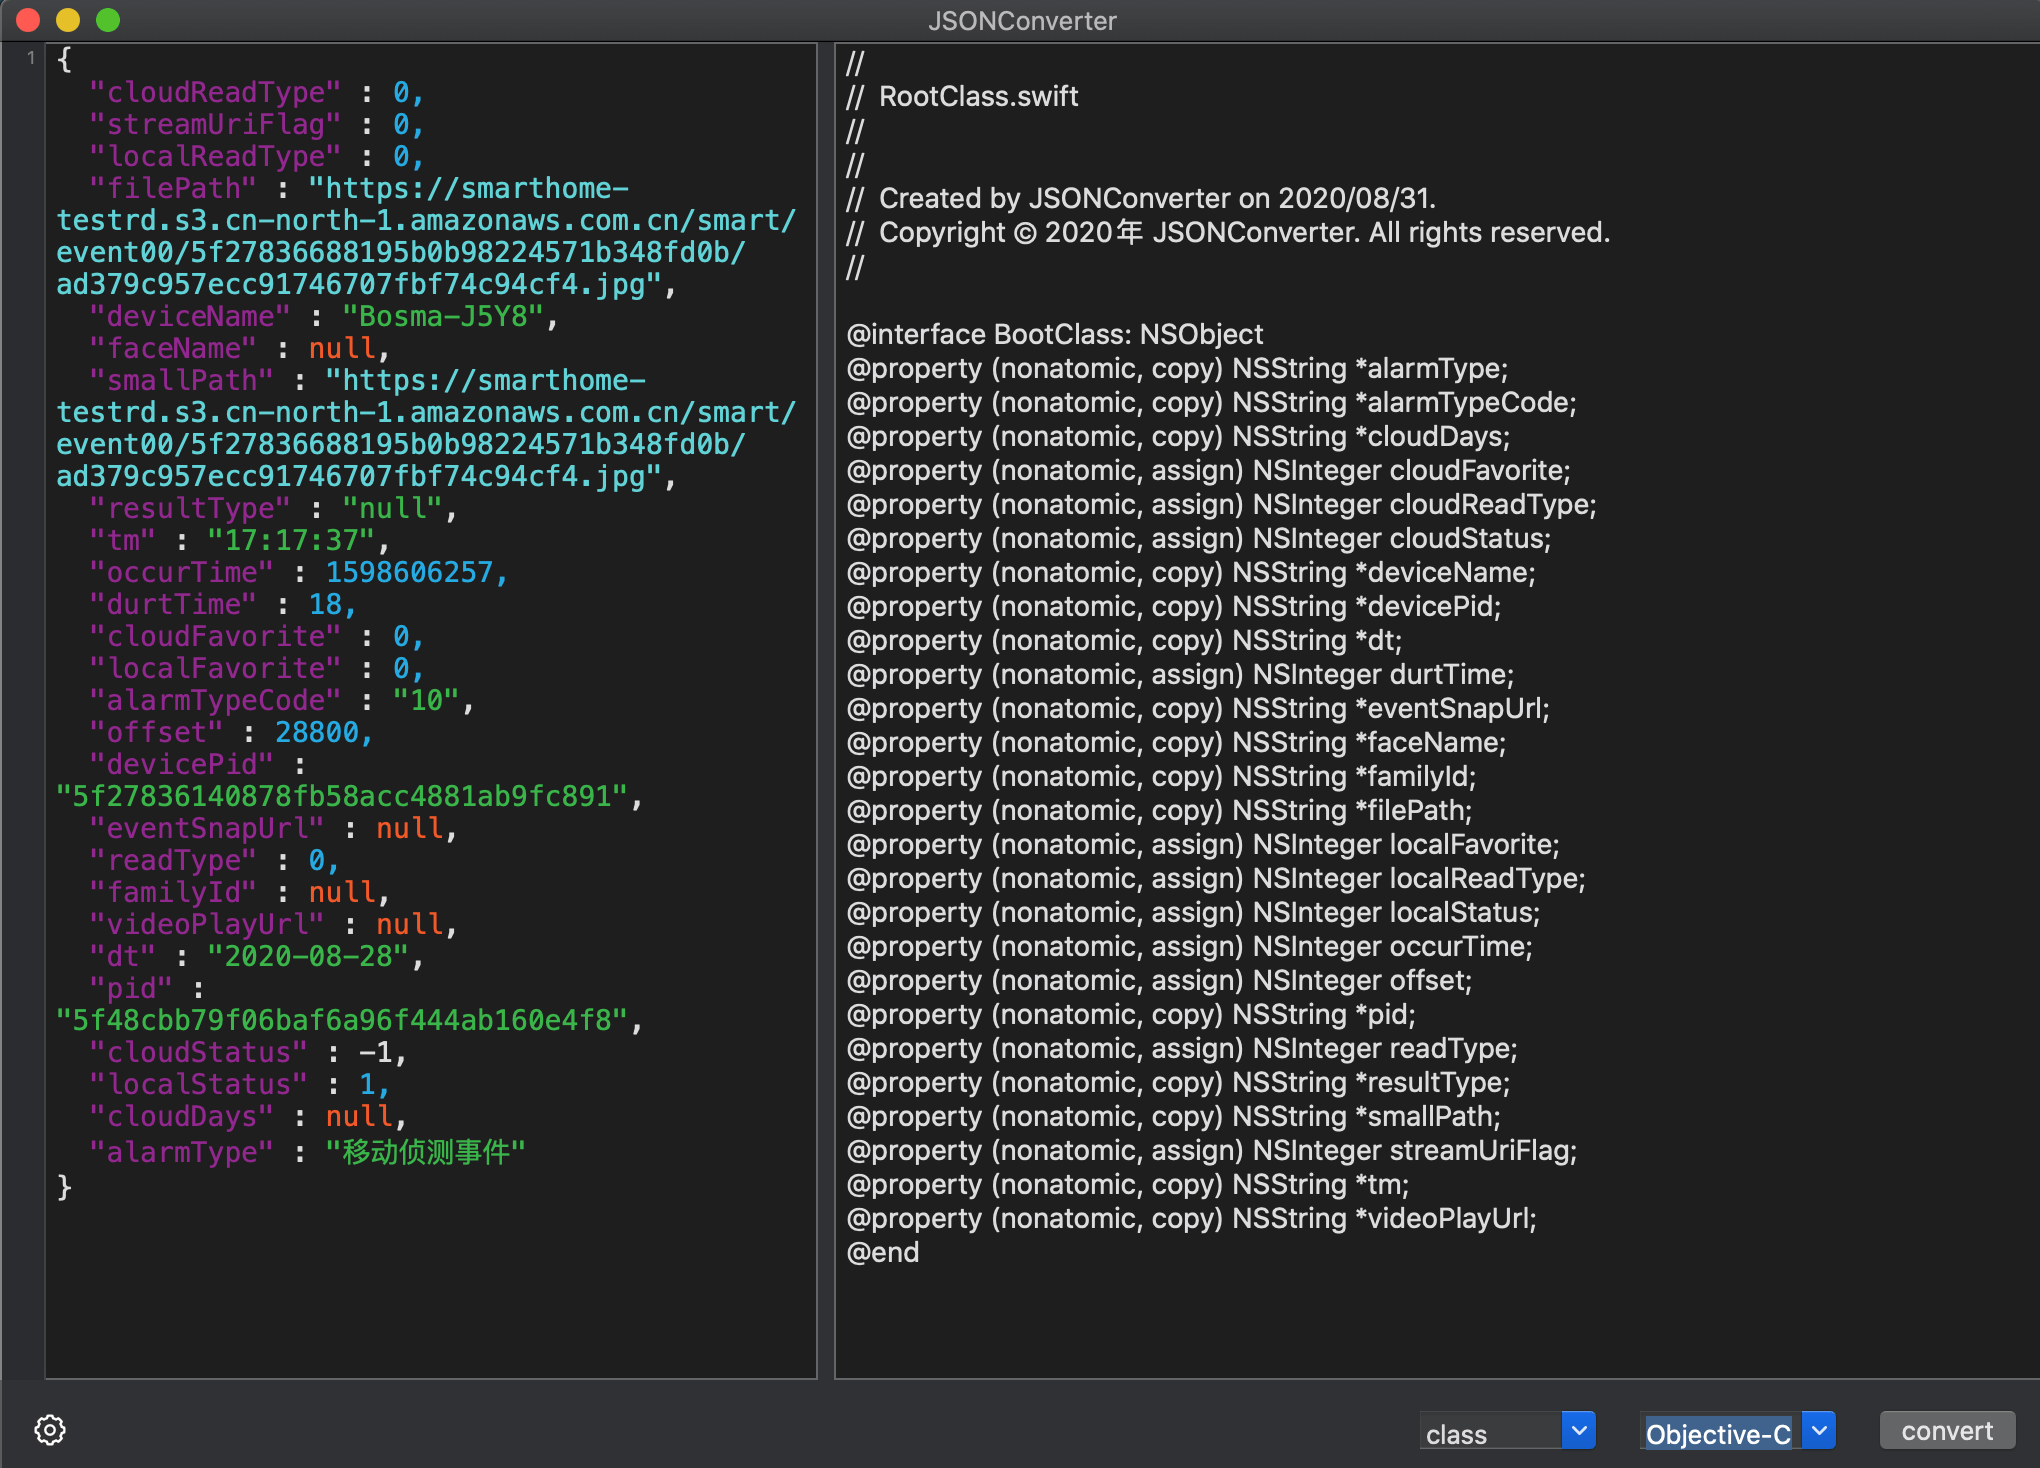 JSONConverter
1
{
"cloudReadType" : 0,
"streamUriFlag" : 0,
"localReadType" : 0,
"filePath" : "https://smarthome-
testrd.s3.cn-north-1.amazonaws.com.cn/smart/
event00/5f27836688195b0b98224571b348fd0b/
ad379c957ecc91746707fbf74c94cf4.jpg",
"deviceName" : "Bosma-J5Y8",
"faceName" : null,
"smallPath" : "https://smarthome-
testrd.s3.cn-north-1.amazonaws.com.cn/smart/
event00/5f27836688195b0b98224571b348fd0b/
ad379c957ecc91746707fbf74c94cf4.jpg",
"resultType" : "null",
"tm" : "17:17:37",
"occurTime" : 1598606257,
"durtTime" : 18,
"cloudFavorite" : 0,
"localFavorite" : 0,
"alarmTypeCode" : "10",
"offset" : 28800,
"devicePid" :
"5f27836140878fb58acc4881ab9fc891",
"eventSnapUrl" : null,
"readType" : 0,
"familyId" : null,
"videoPlayUrl" : null,
"dt" : "2020-08-28",
"pid" :
"5f48cbb79f06baf6a96f444ab160e4f8",
"cloudStatus" : -1,
"localStatus" : 1,
"cloudDays" : null,
"alarmType" : "移动侦测事件"
}
//
// RootClass.swift
//
//
// Created by JSONConverter on 2020/08/31.
// Copyright © 2020年 JSONConverter. All rights reserved.
//
@interface BootClass: NSObject
@property (nonatomic, copy) NSString *alarmType;
@property (nonatomic, copy) NSString *alarmTypeCode;
@property (nonatomic, copy) NSString *cloudDays;
@property (nonatomic, assign) NSInteger cloudFavorite;
@property (nonatomic, assign) NSInteger cloudReadType;
@property (nonatomic, assign) NSInteger cloudStatus;
@property (nonatomic, copy) NSString *deviceName;
@property (nonatomic, copy) NSString *devicePid;
@property (nonatomic, copy) NSString *dt;
@property (nonatomic, assign) NSInteger durtTime;
@property (nonatomic, copy) NSString *eventSnapUrl;
@property (nonatomic, copy) NSString *faceName;
@property (nonatomic, copy) NSString *familyId;
@property (nonatomic, copy) NSString *filePath;
@property (nonatomic, assign) NSInteger localFavorite;
@property (nonatomic, assign) NSInteger localReadType;
@property (nonatomic, assign) NSInteger localStatus;
@property (nonatomic, assign) NSInteger occurTime;
@property (nonatomic, assign) NSInteger offset;
@property (nonatomic, copy) NSString *pid;
@property (nonatomic, assign) NSInteger readType;
@property (nonatomic, copy) NSString *resultType;
@property (nonatomic, copy) NSString *smallPath;
@property (nonatomic, assign) NSInteger streamUriFlag;
@property (nonatomic, copy) NSString *tm;
@property (nonatomic, copy) NSString *videoPlayUrl;
@end
class
Objective-C
convert